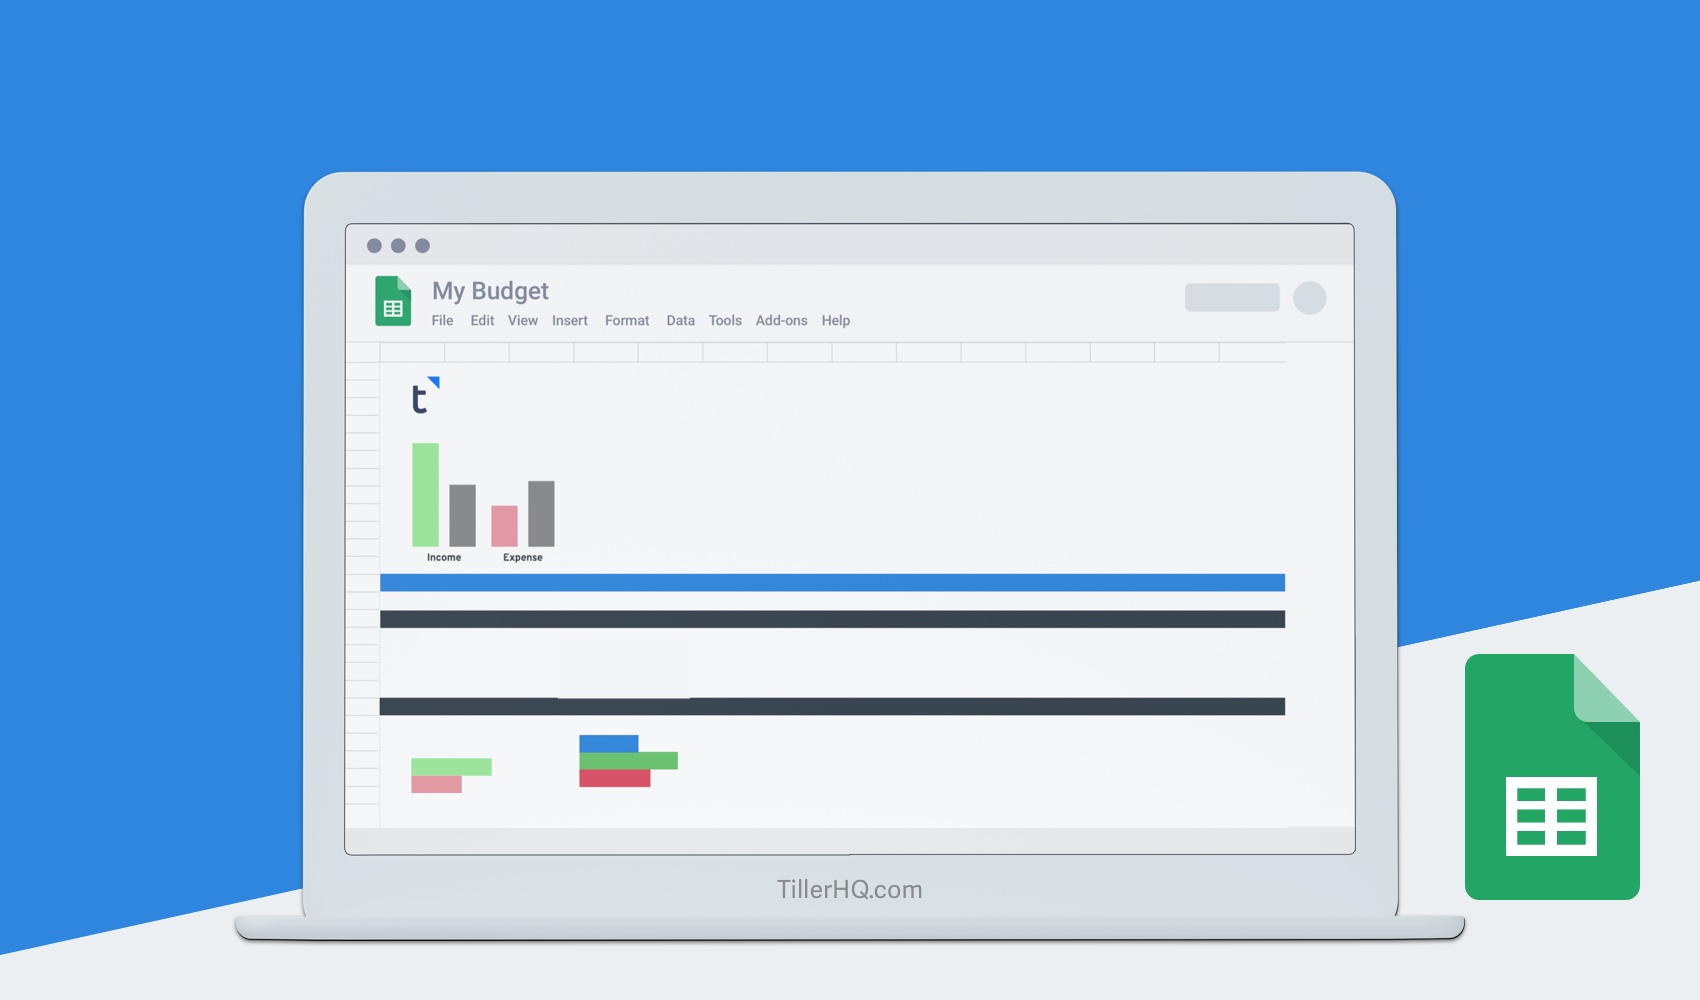 My Budget
File Edit View Insert Format Data Tools Add-ons Help
t
Income Expense
TillerHQ.com